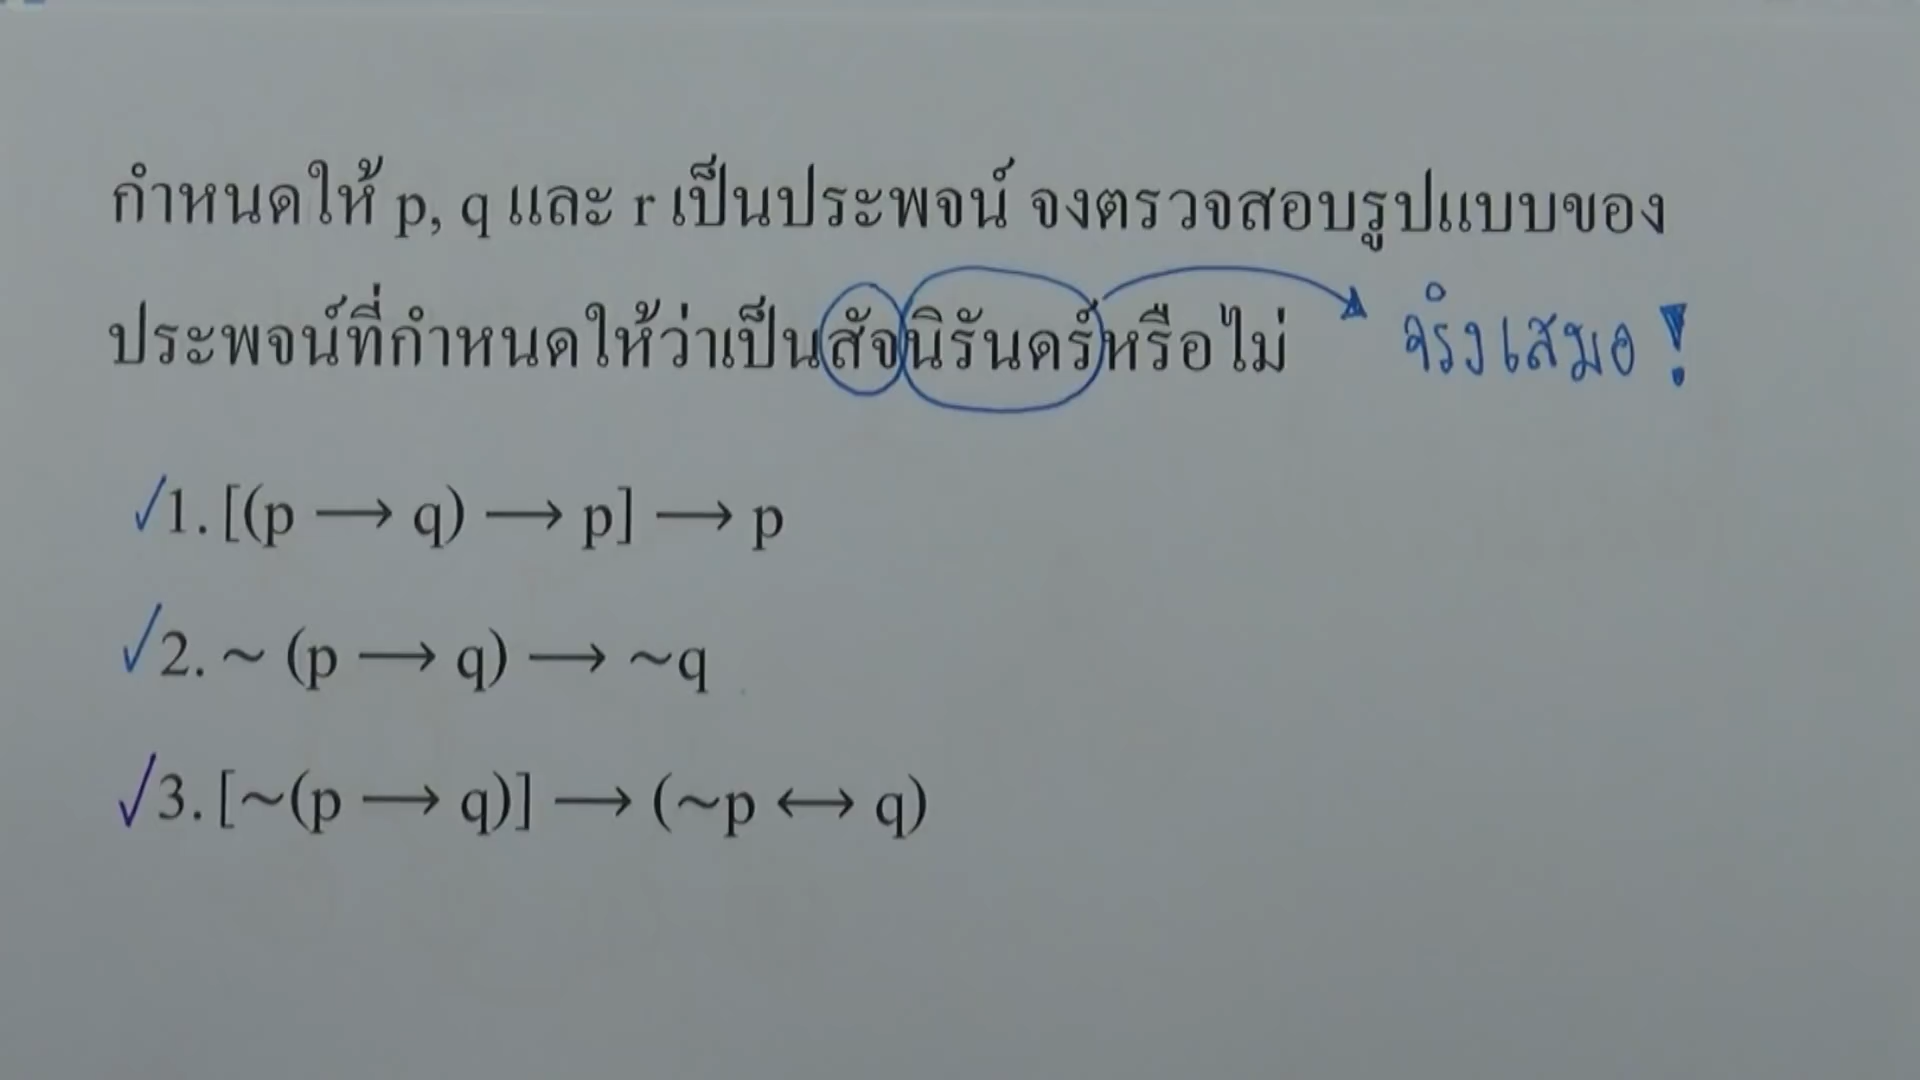 กำหนดให้ p, q และ r เป็นประพจน์ จงตรวจสอบรูปแบบของ
ประพจน์ที่กำหนดให้ว่าเป็นสัจนิรันดร์หรือไม่ จริงเสมอ !
✓1. [(p ⟶ q) ⟶ p] ⟶ p
✓2. ~ (p ⟶ q) ⟶ ~q
✓3. [~(p ⟶ q)] ⟶ (~p ⟷ q)